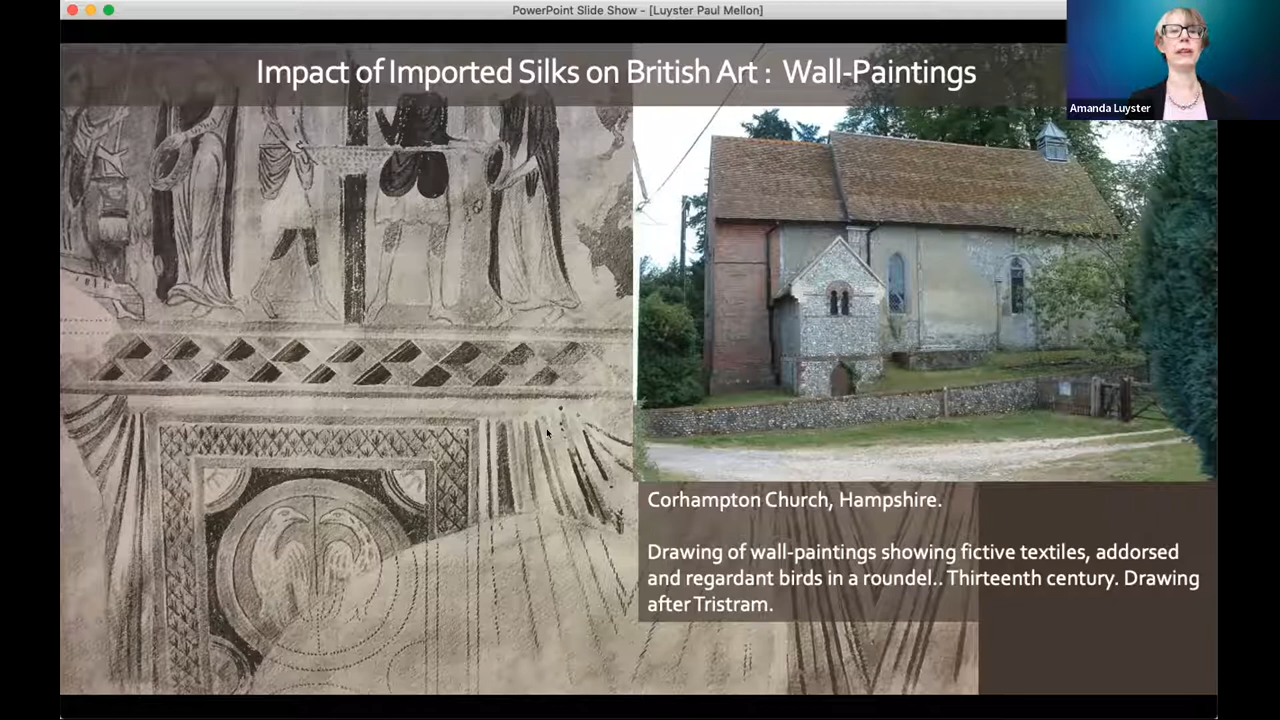 PowerPoint Slide Show - [Luyster Paul Mellon]
Impact of Imported Silks on British Art : Wall-Paintings
Amanda Luyster
Corhampton Church, Hampshire.
Drawing of wall-paintings showing fictive textiles, addorsed
and regardant birds in a roundel.. Thirteenth century. Drawing
after Tristram.